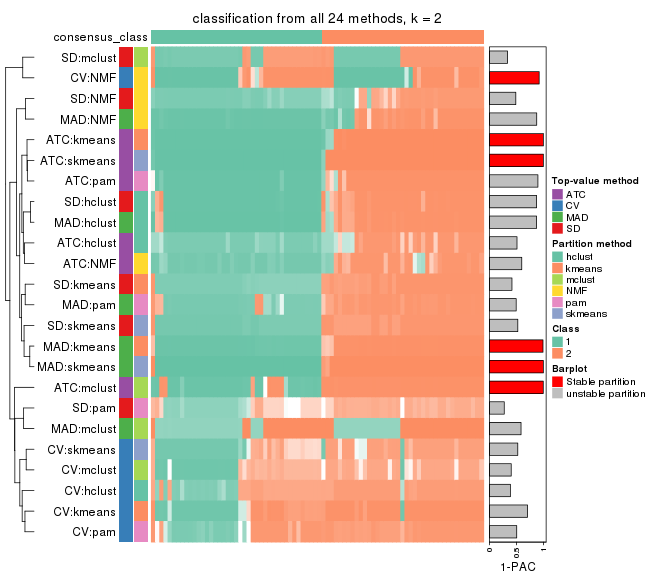 classification from all 24 methods, k = 2
consensus_class
SD:mclust
CV:NMF
SD:NMF
MAD:NMF
ATC:kmeans
ATC:skmeans
ATC:pam
SD:hclust
MAD:hclust
ATC:hclust
ATC:NMF
SD:kmeans
MAD:pam
SD:skmeans
MAD:kmeans
MAD:skmeans
ATC:mclust
SD:pam
MAD:mclust
CV:skmeans
CV:mclust
CV:hclust
CV:kmeans
CV:pam
0
0.5
1
1-PAC
Top-value method
ATC
CV
MAD
SD
Partition method
hclust
kmeans
mclust
NMF
pam
skmeans
Class
1
2
Barplot
Stable partition
unstable partition